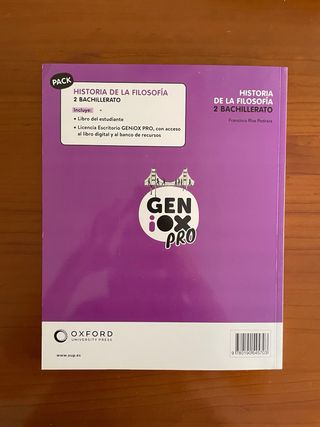 PACK
HISTORIA DE LA FILOSOFÍA
2 BACHILLERATO
Incluye:
• Libro del estudiante
• Licencia Escritorio GENiOX PRO, con acceso
al libro digital y al banco de recursos
HISTORIA
DE LA FILOSOFÍA
2 BACHILLERATO
Francisco Ríos Pedraza
GEN
iOX
PRO
OXFORD
UNIVERSITY PRESS
www.oup.es
9780190545703